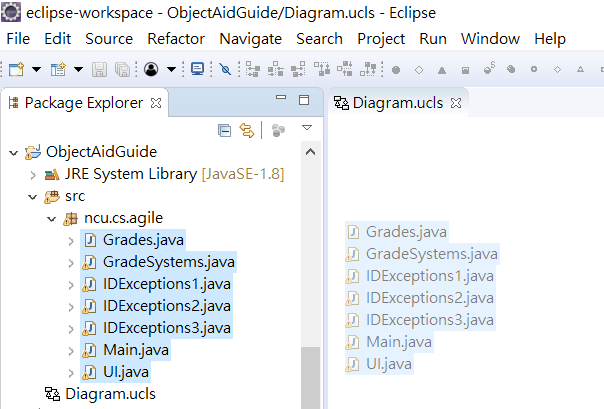 eclipse-workspace - ObjectAidGuide/Diagram.ucls - Eclipse
File Edit Source Refactor Navigate Search Project Run Window Help
Package Explorer
Diagram.ucls
ObjectAidGuide
JRE System Library [JavaSE-1.8]
src
ncu.cs.agile
Grades.java
GradeSystems.java
IDExceptions1.java
IDExceptions2.java
IDExceptions3.java
Main.java
UI.java
Diagram.ucls
Grades.java
GradeSystems.java
IDExceptions1.java
IDExceptions2.java
IDExceptions3.java
Main.java
UI.java